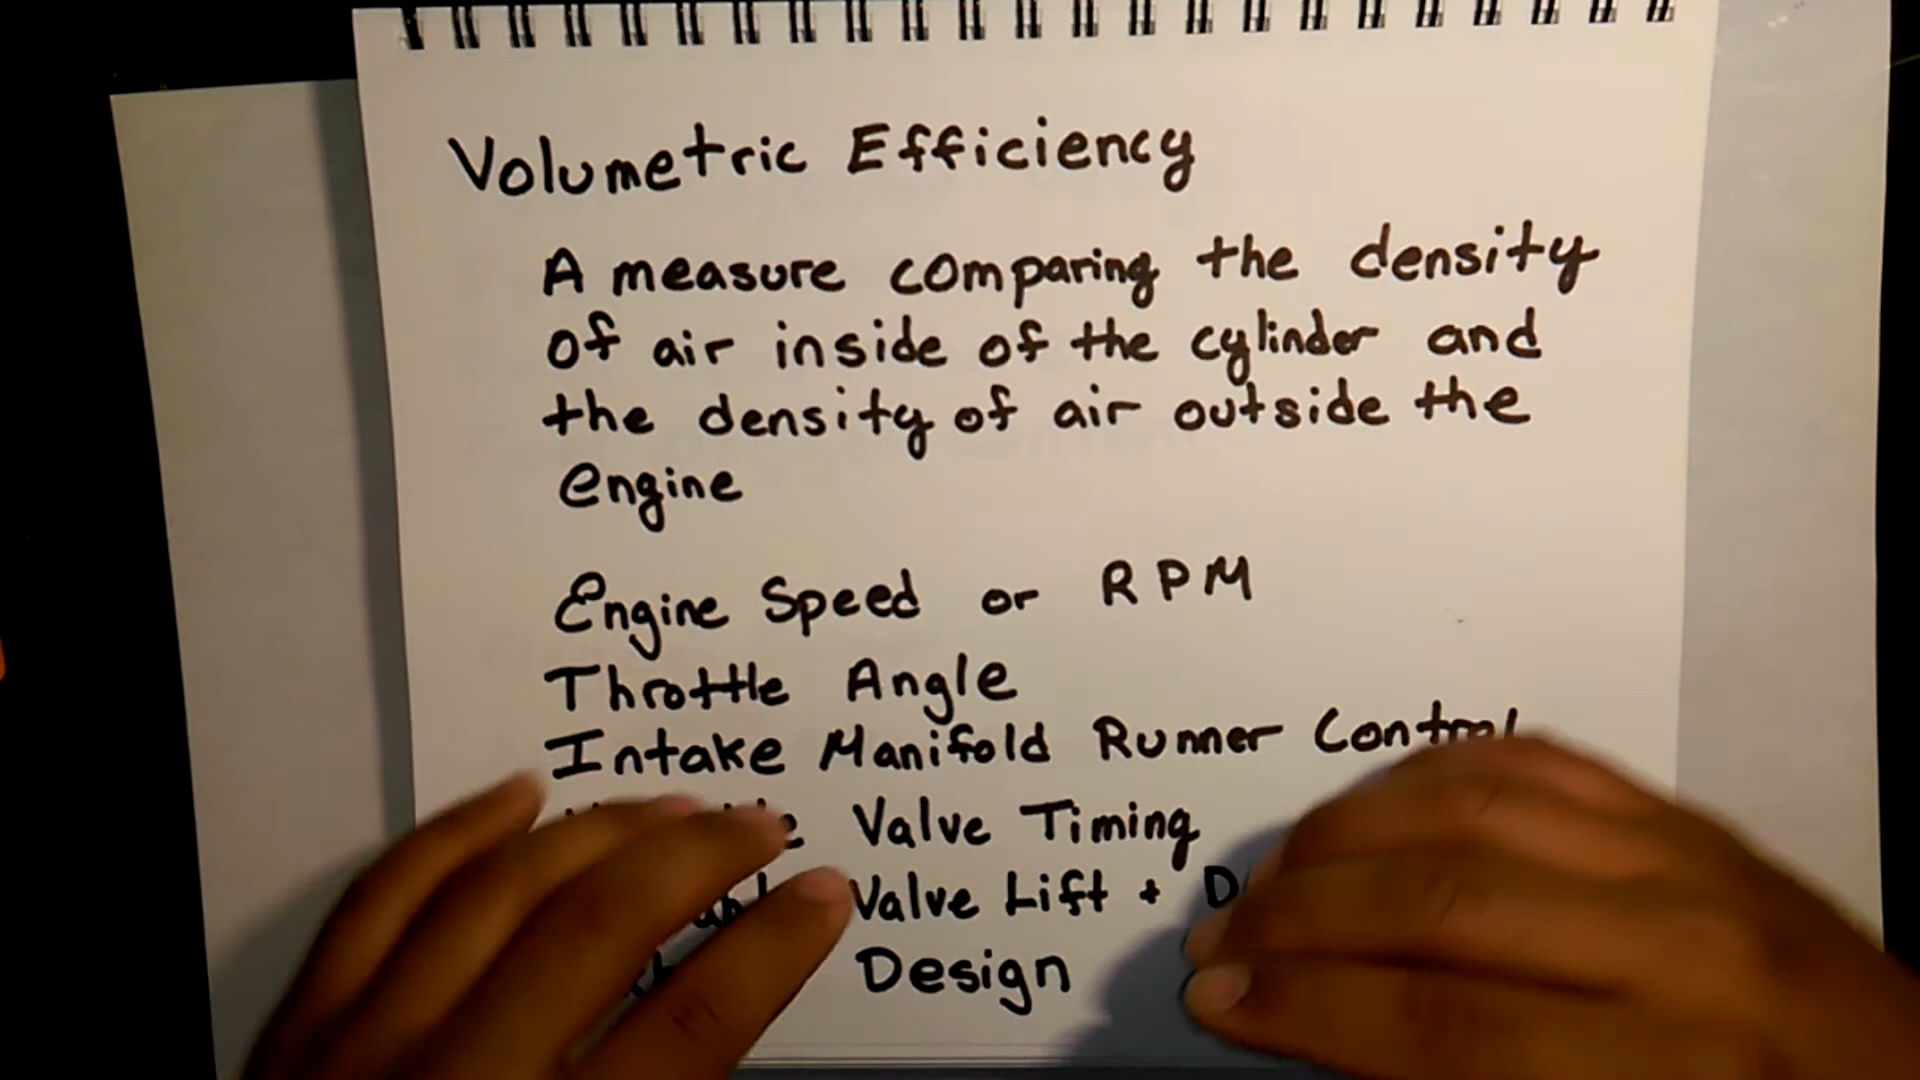 Volumetric Efficiency
A measure comparing the density
of air inside of the cylinder and
the density of air outside the
engine
Engine Speed or RPM
Throttle Angle
Intake Manifold Runner Control
Valve Timing
Valve Lift +
Design